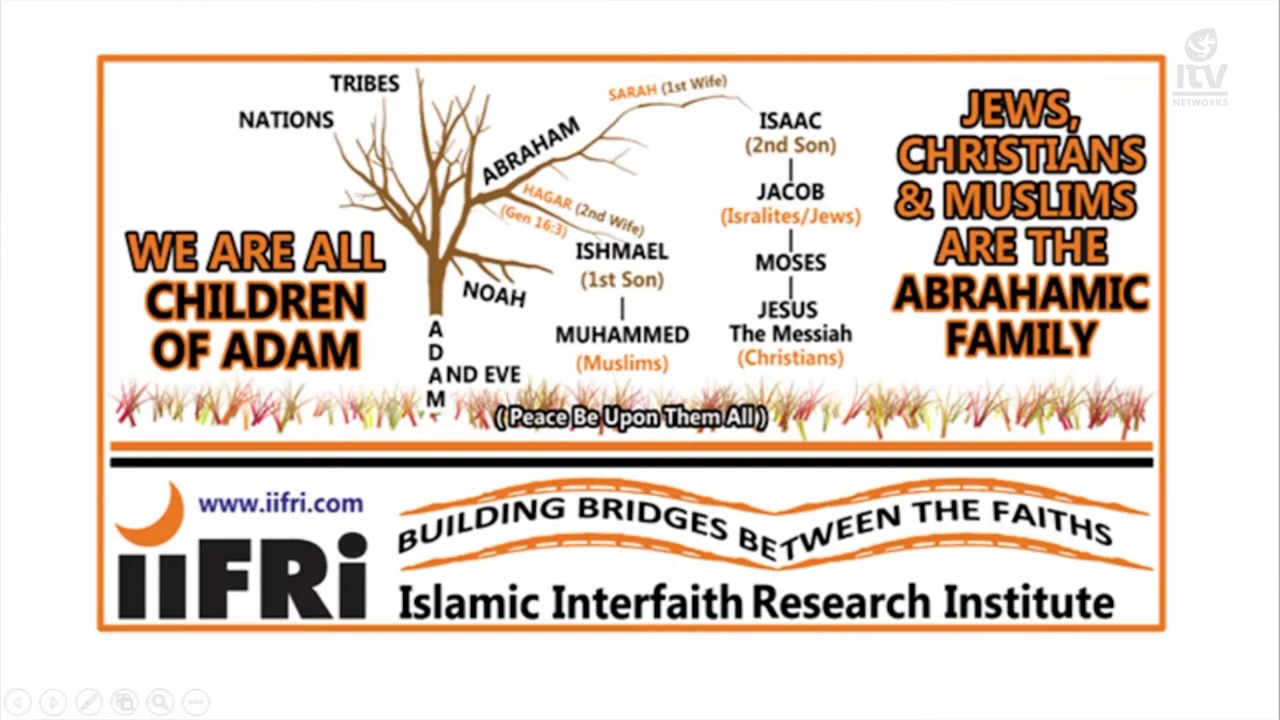 ITV
NETWORKS
TRIBES
NATIONS
WE ARE ALL
CHILDREN
OF ADAM
ABRAHAM
SARAH (1st Wife)
HAGAR (2nd Wife)
(Gen 16:3)
ISHMAEL
(1st Son)
MUHAMMED
(Muslims)
NOAH
ADAM
AND EVE
ISAAC
(2nd Son)
JACOB
(Isralites/Jews)
MOSES
JESUS
The Messiah
(Christians)
JEWS,
CHRISTIANS
& MUSLIMS
ARE THE
ABRAHAMIC
FAMILY
(Peace Be Upon Them All)
www.iifri.com
iiFRi
BUILDING BRIDGES BETWEEN THE FAITHS
Islamic Interfaith Research Institute